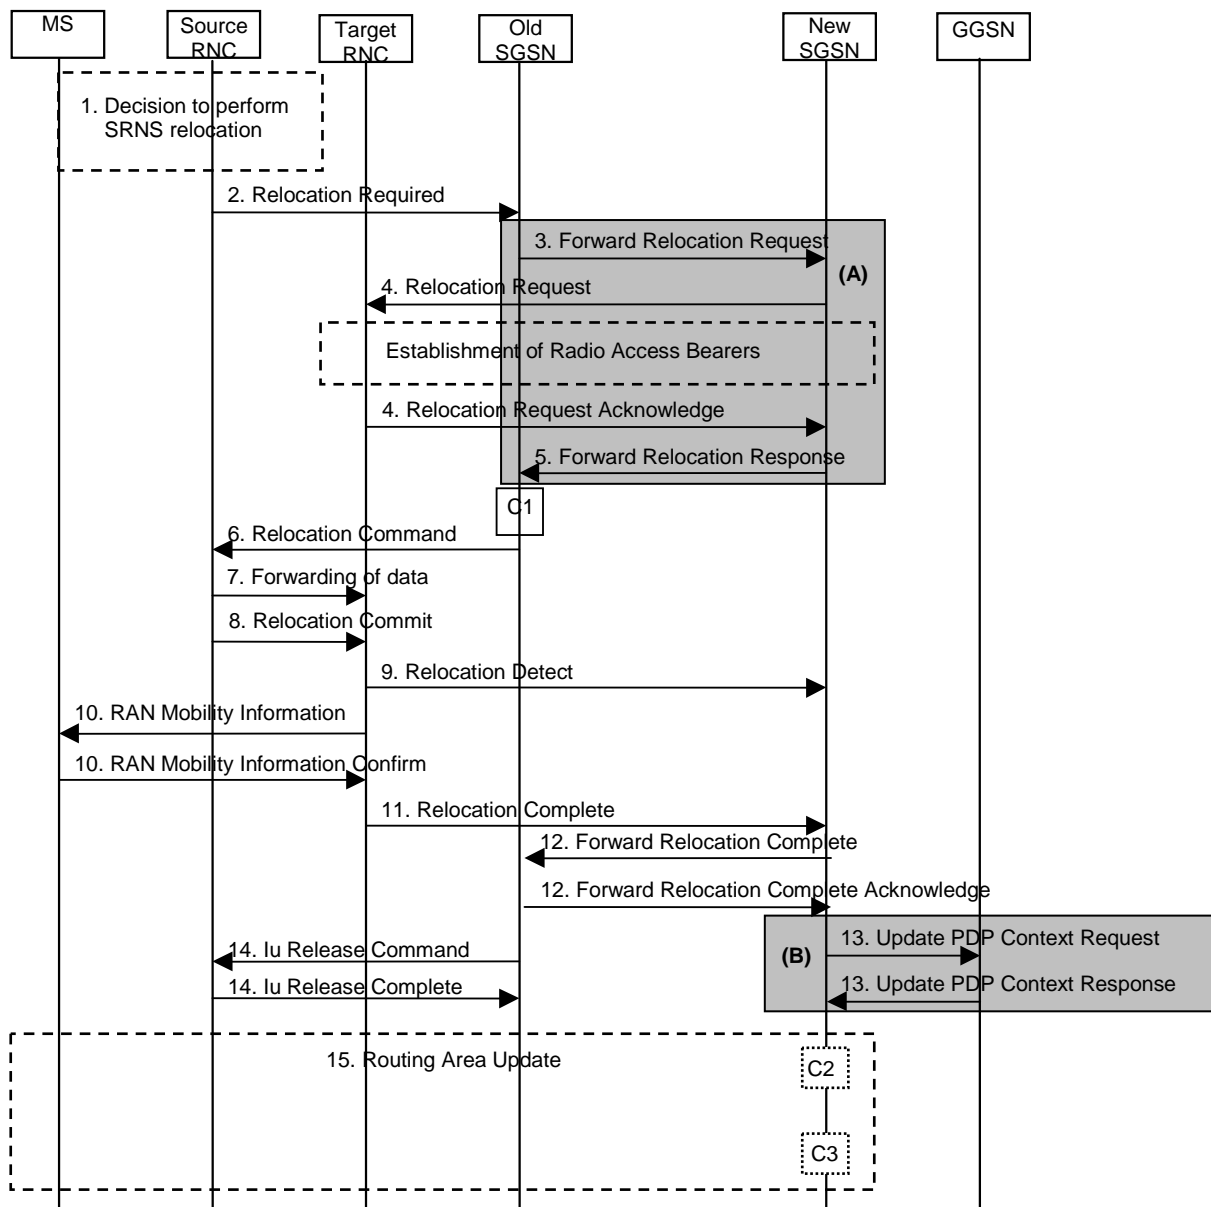 MS
Source
RNC
Target
RNC
Old
SGSN
New
SGSN
GGSN
1. Decision to perform
SRNS relocation
2. Relocation Required
3. Forward Relocation Request
(A)
4. Relocation Request
Establishment of Radio Access Bearers
4. Relocation Request Acknowledge
5. Forward Relocation Response
C1
6. Relocation Command
7. Forwarding of data
8. Relocation Commit
9. Relocation Detect
10. RAN Mobility Information
10. RAN Mobility Information Confirm
11. Relocation Complete
12. Forward Relocation Complete
12. Forward Relocation Complete Acknowledge
13. Update PDP Context Request
(B)
14. Iu Release Command
13. Update PDP Context Response
14. Iu Release Complete
15. Routing Area Update
C2
C3